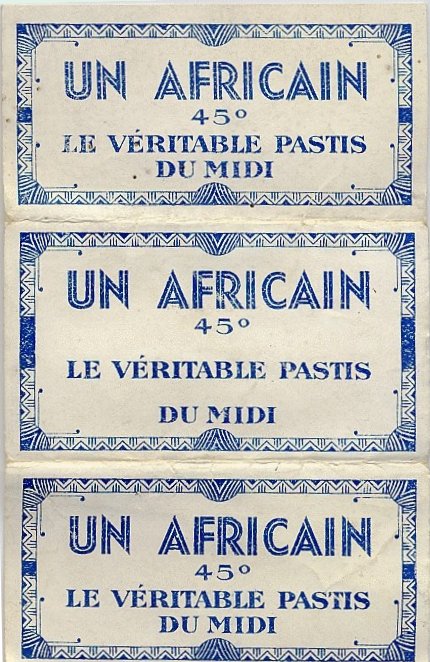 UN AFRICAIN
45°
LE VÉRITABLE PASTIS
DU MIDI
UN AFRICAIN
45°
LE VÉRITABLE PASTIS
DU MIDI
UN AFRICAIN
45°
LE VÉRITABLE PASTIS
DU MIDI